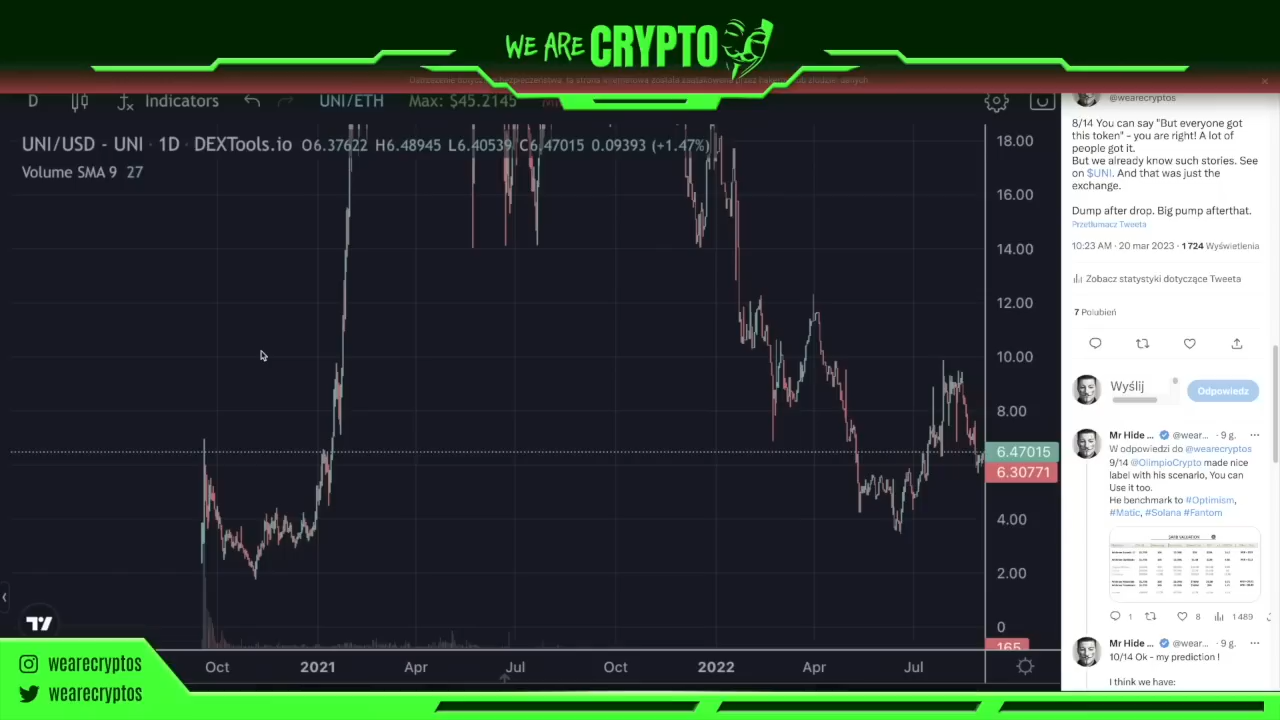 WE ARE CRYPTO
D
Indicators
UNI/ETH
Max: $45.2145
UNI/USD - UNI · 1D · DEXTools.io O6.37622 H6.48945 L6.40539 C6.47015 0.09393 (+1.47%)
Volume SMA 9 27
18.00
16.00
14.00
12.00
10.00
8.00
6.47015
6.30771
4.00
2.00
0
165
Oct
2021
Apr
Jul
Oct
2022
Apr
Jul
@wearecryptos
8/14 You can say "But everyone got
this token" - you are right! A lot of
people got it.
But we already know such stories. See
on $UNI. And that was just the
exchange.
Dump after drop. Big pump afterthat.
Przetłumacz Tweeta
10:23 AM · 20 mar 2023 · 1 724 Wyświetlenia
Zobacz statystyki dotyczące Tweeta
7 Polubień
Wyślij
Odpowiedz
Mr Hide ... @wear... · 9 g. ...
W odpowiedzi do @wearecryptos
9/14 @OlimpioCrypto made nice
label with his scenario, You can
Use it too.
He benchmark to #Optimism,
#Matic, #Solana #Fantom
1 8 1 489
Mr Hide ... @wear... · 9 g. ...
10/14 Ok - my prediction !
I think we have:
wearecryptos
wearecryptos